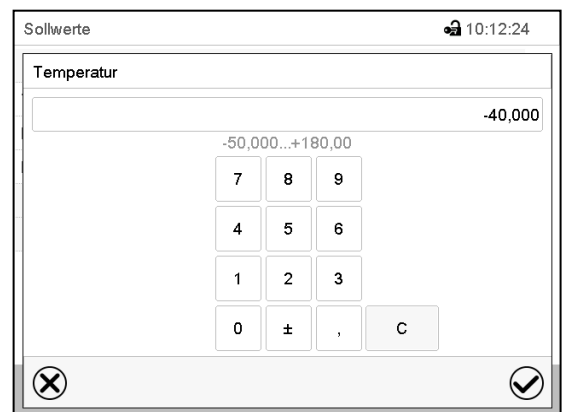 Sollwerte 10:12:24
Temperatur
-40,000
-50,000...+180,00
7 8 9
4 5 6
1 2 3
0 ± , C